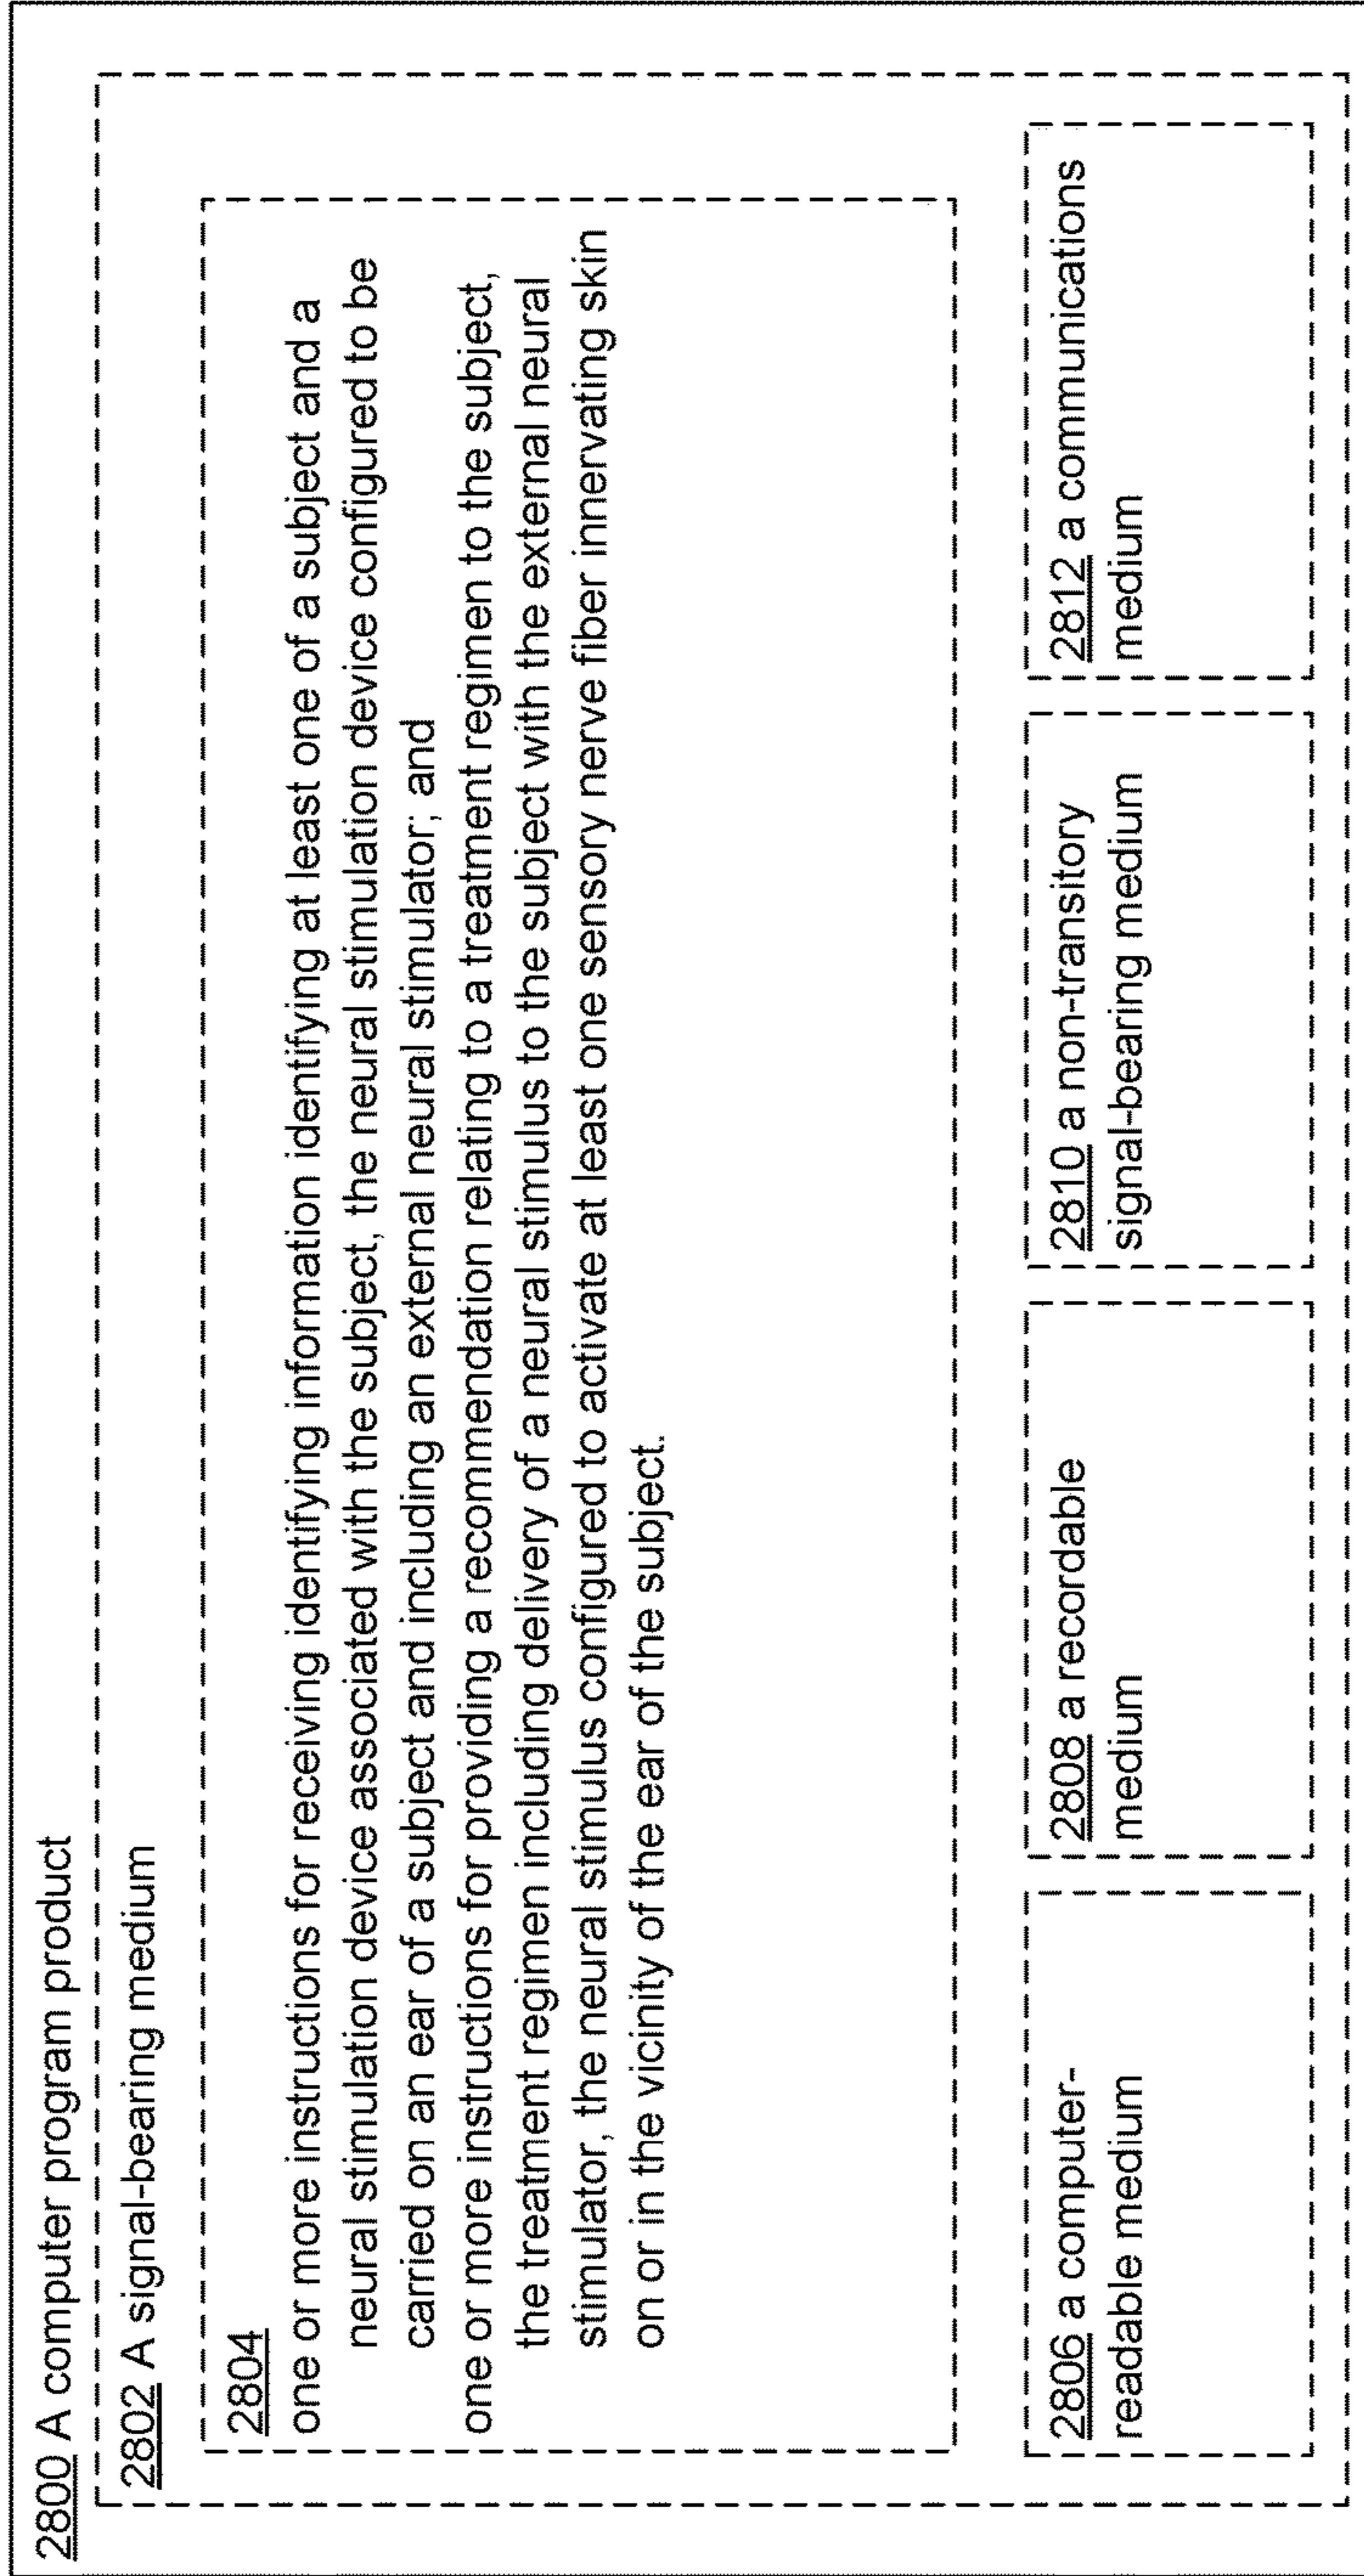 2800 A computer program product
2802 A signal-bearing medium
2804
one or more instructions for receiving identifying information identifying at least one of a subject and a
neural stimulation device associated with the subject, the neural stimulation device configured to be
carried on an ear of a subject and including an external neural stimulator; and
one or more instructions for providing a recommendation relating to a treatment regimen to the subject,
the treatment regimen including delivery of a neural stimulus to the subject with the external neural
stimulator, the neural stimulus configured to activate at least one sensory nerve fiber innervating skin
on or in the vicinity of the ear of the subject.
2806 a computer-
readable medium
2808 a recordable
medium
2810 a non-transitory
signal-bearing medium
2812 a communications
medium